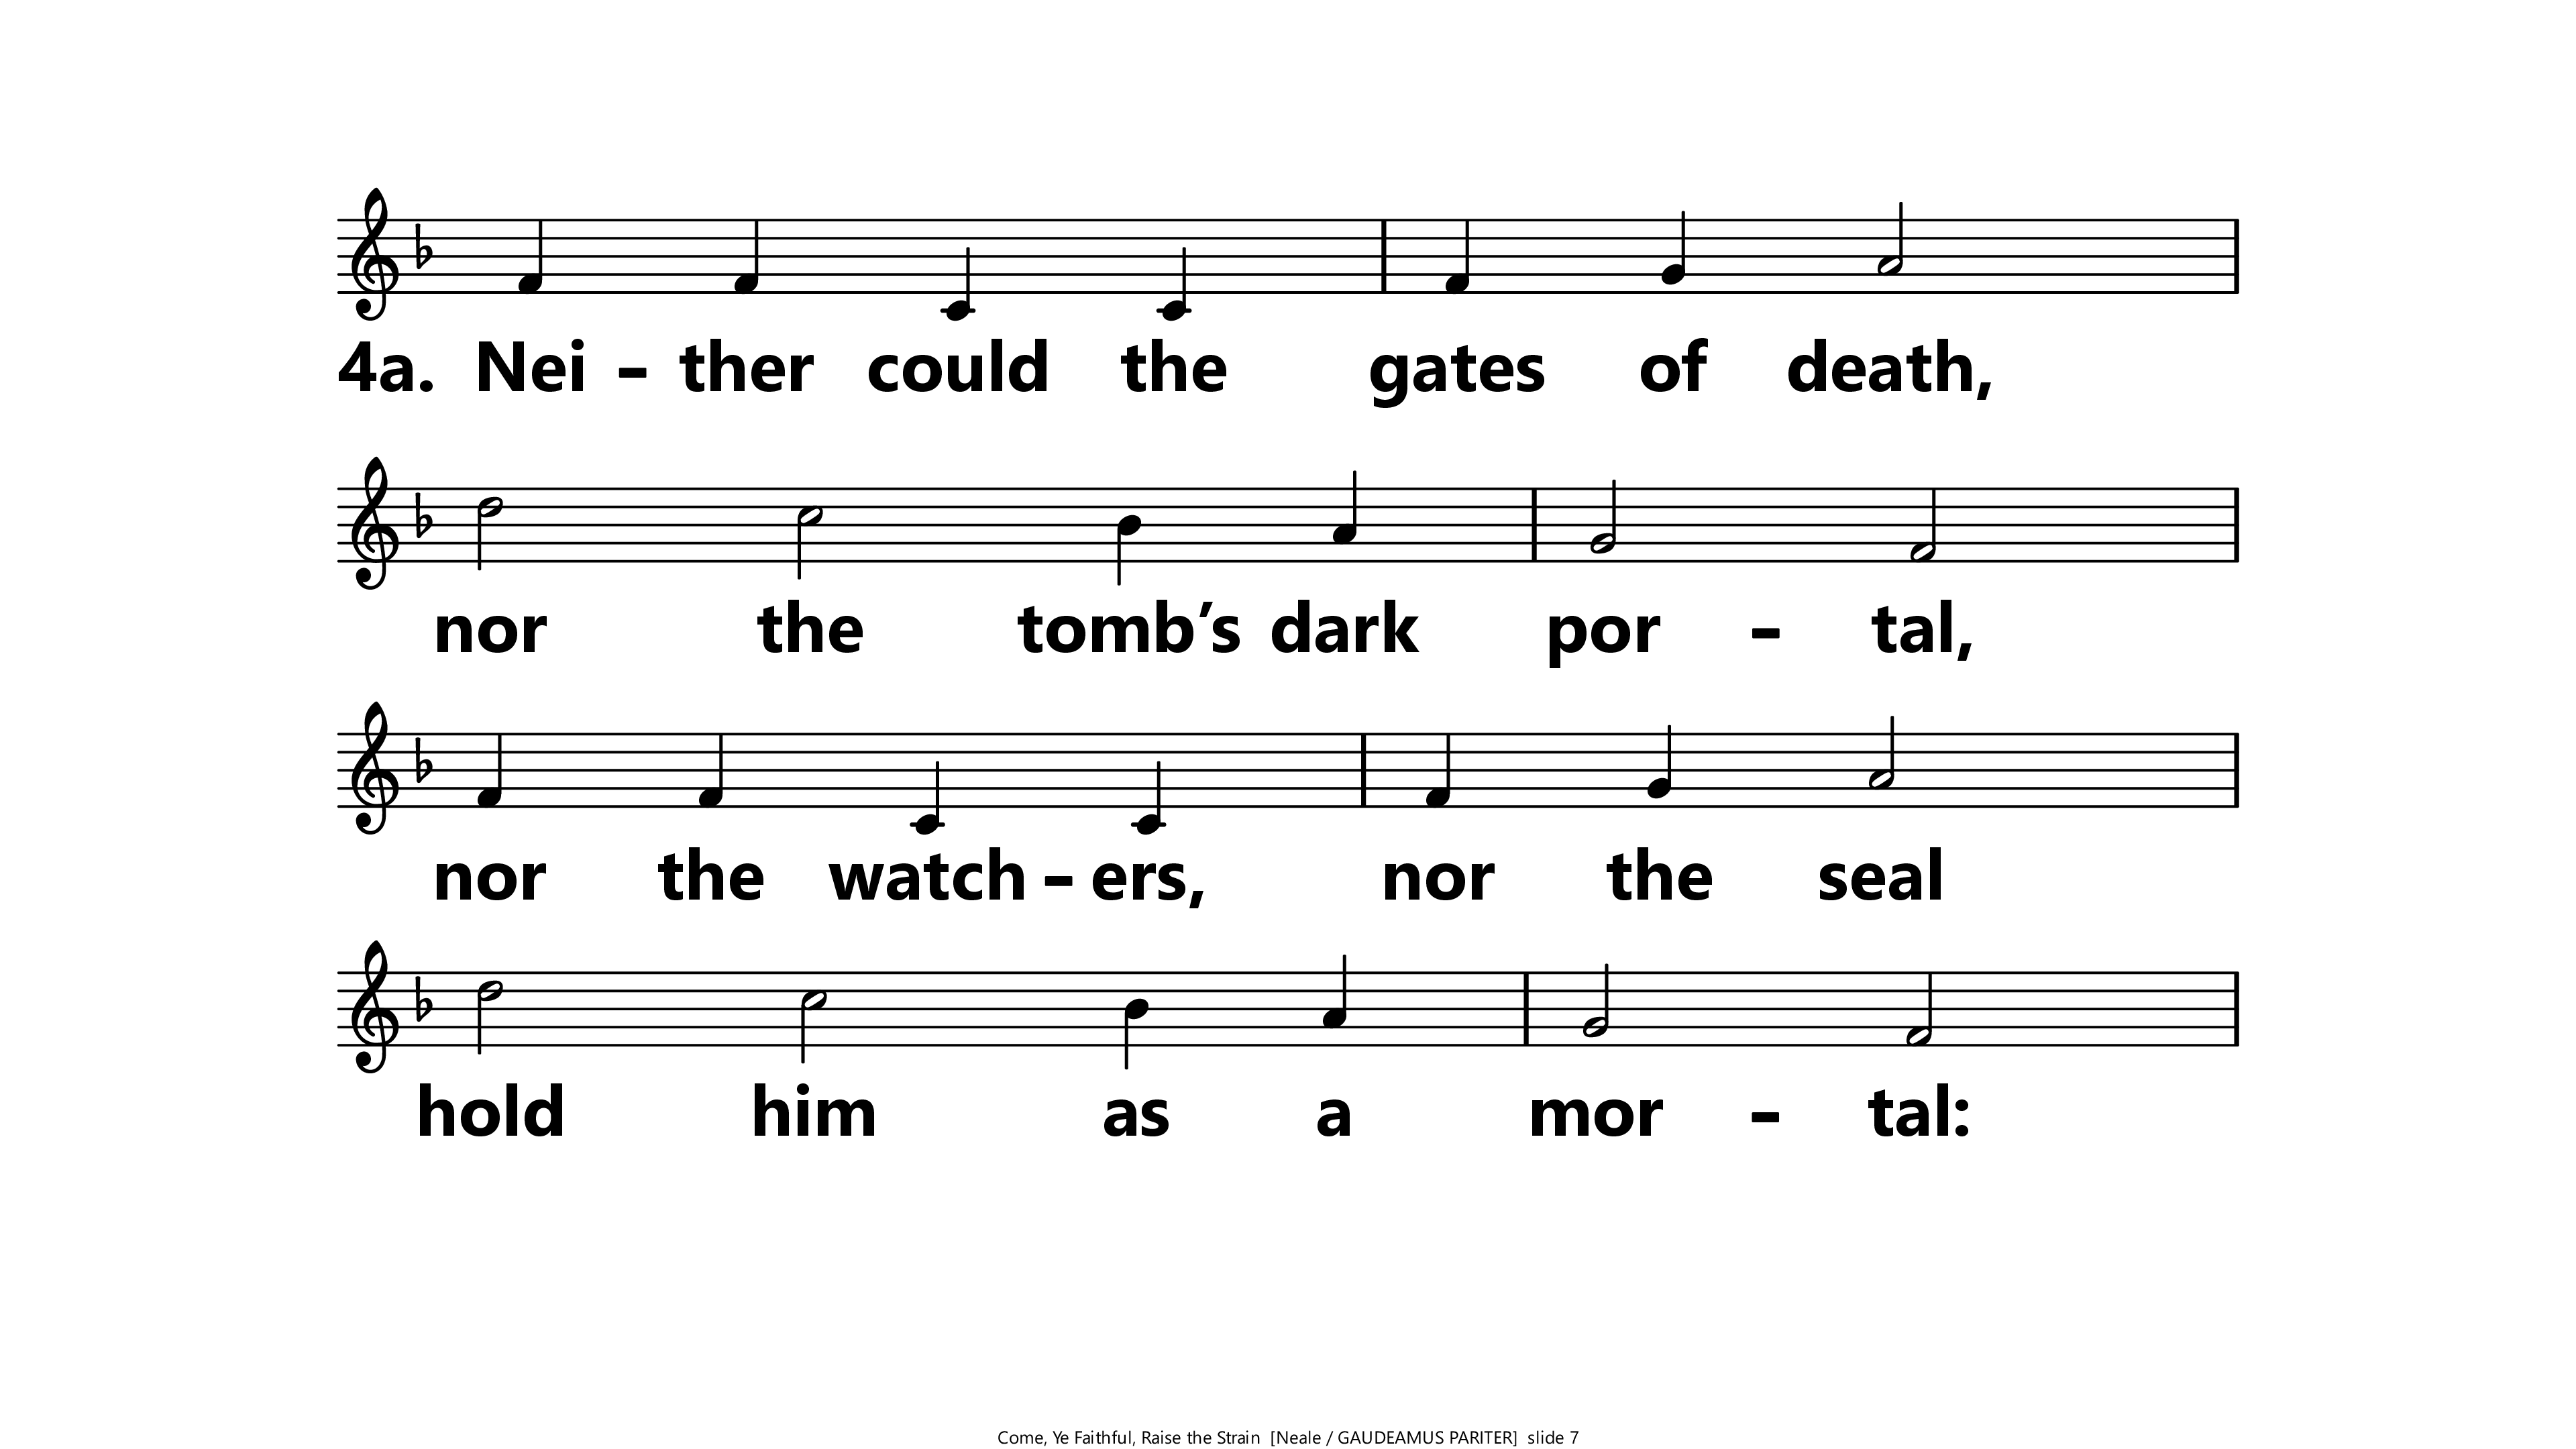 4a. Nei - ther could the gates of death,
nor the tomb’s dark por - tal,
nor the watch - ers, nor the seal
hold him as a mor - tal:
Come, Ye Faithful, Raise the Strain [Neale / GAUDEAMUS PARITER] slide 7